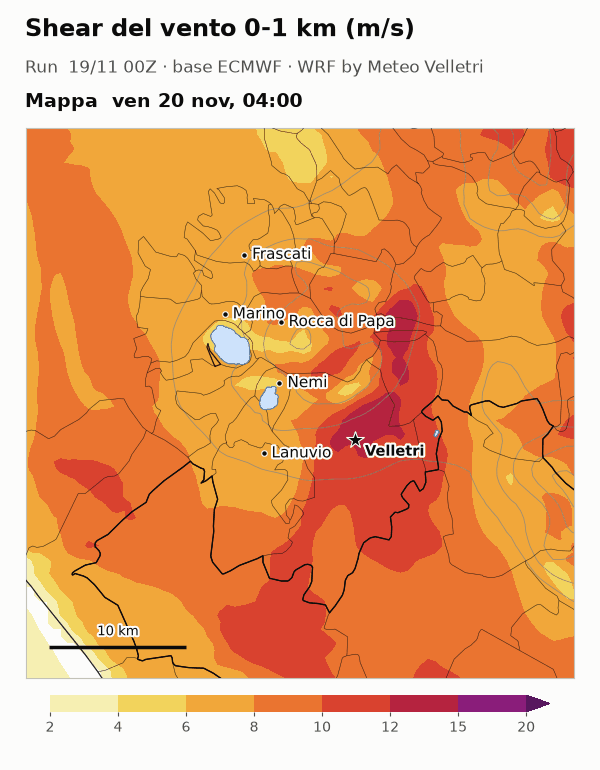 Shear del vento 0-1 km (m/s)
Run  19/11 00Z · base ECMWF · WRF by Meteo Velletri
Mappa  ven 20 nov, 04:00
Frascati
Marino
Rocca di Papa
Nemi
Velletri
Lanuvio
10 km
2 4 6 8 10 12 15 20